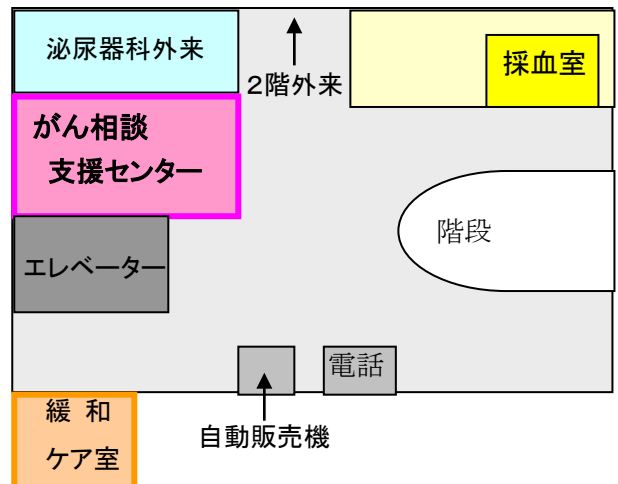 泌尿器科外来
2階外来
採血室
がん相談
支援センター
階段
エレベーター
電話
自動販売機
緩和
ケア室